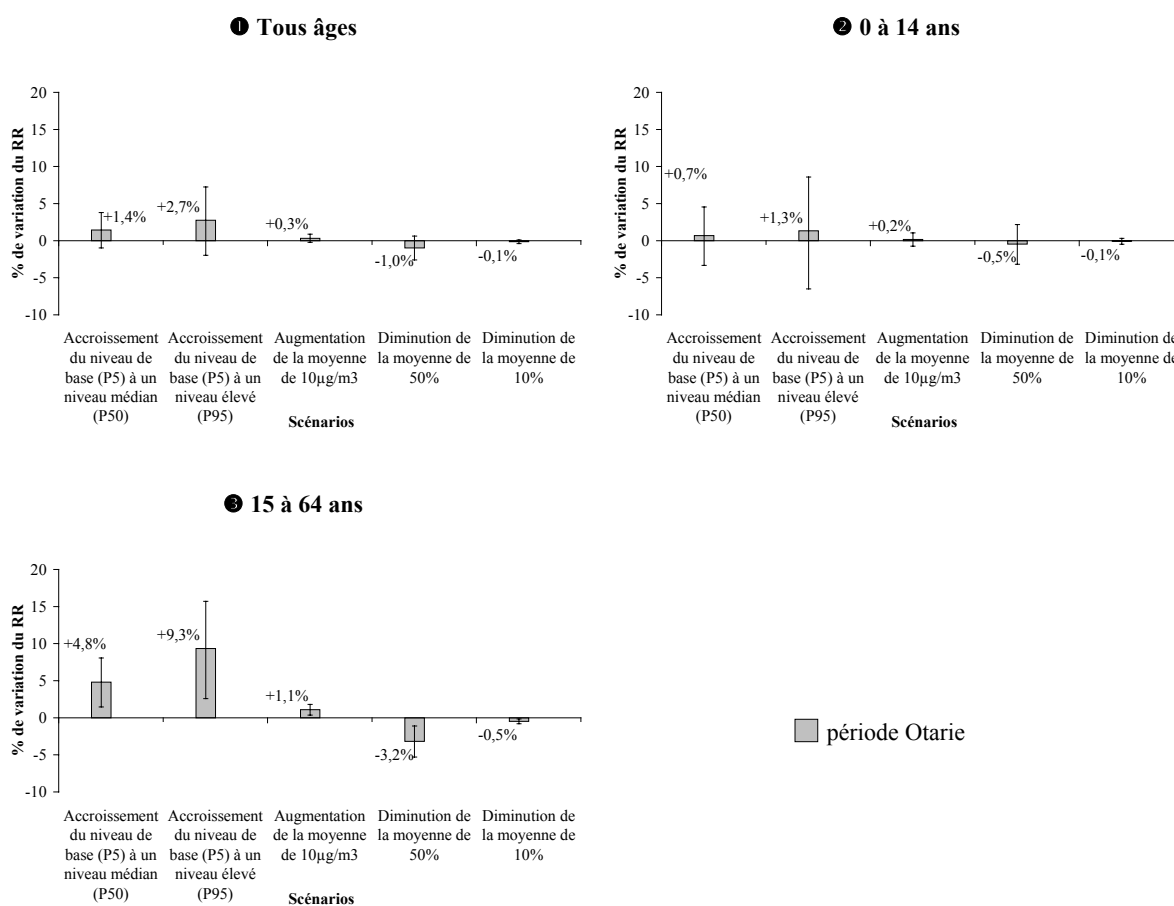 ❶ Tous âges
% de variation du RR
20
15
10
5
0
-5
-10
+1,4%
+2,7%
+0,3%
-1,0%
-0,1%
Accroissement
du niveau de
base (P5) à un
niveau médian
(P50)
Accroissement
du niveau de
base (P5) à un
niveau élevé
(P95)
Augmentation
de la moyenne
de 10µg/m3
Diminution de
la moyenne de
50%
Diminution de
la moyenne de
10%
Scénarios
❷ 0 à 14 ans
% de variation du RR
20
15
10
5
0
-5
-10
+0,7%
+1,3%
+0,2%
-0,5%
-0,1%
Accroissement
du niveau de
base (P5) à un
niveau médian
(P50)
Accroissement
du niveau de
base (P5) à un
niveau élevé
(P95)
Augmentation
de la moyenne
de 10µg/m3
Diminution de
la moyenne de
50%
Diminution de
la moyenne de
10%
Scénarios
❸ 15 à 64 ans
% de variation du RR
20
15
10
5
0
-5
-10
+4,8%
+9,3%
+1,1%
-3,2%
-0,5%
Accroissement
du niveau de
base (P5) à un
niveau médian
(P50)
Accroissement
du niveau de
base (P5) à un
niveau élevé
(P95)
Augmentation
de la moyenne
de 10µg/m3
Diminution de
la moyenne de
50%
Diminution de
la moyenne de
10%
Scénarios
période Otarie